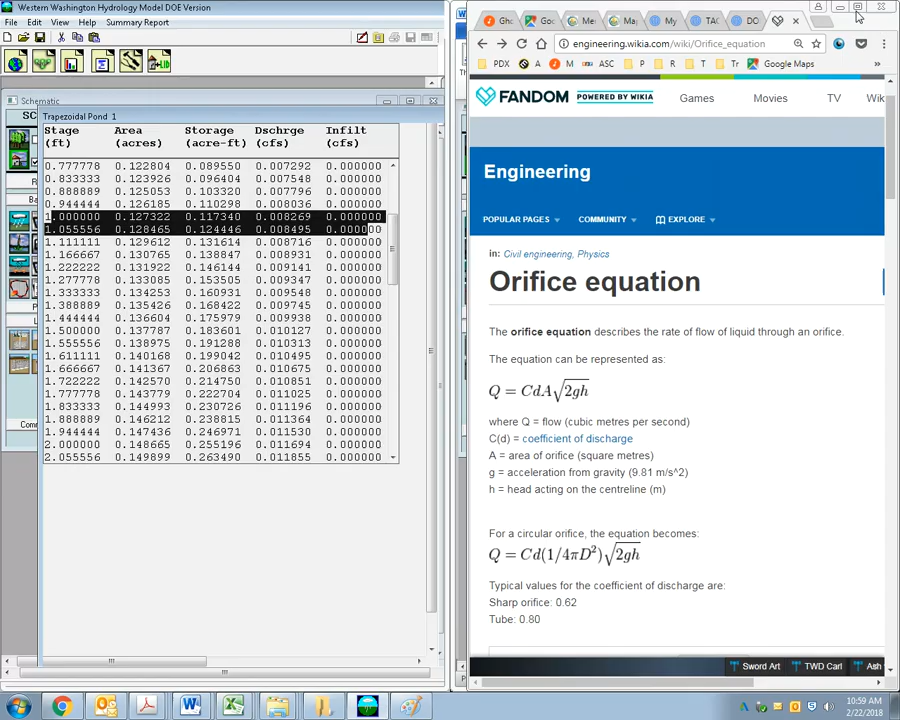 Western Washington Hydrology Model DOE Version
File Edit View Help Summary Report
Schematic
SC
Trapezoidal Pond 1
Stage Area Storage Dschrge Infilt
(ft) (acres) (acre-ft) (cfs) (cfs)
0.777778 0.122804 0.089550 0.007292 0.000000
0.833333 0.123926 0.096404 0.007548 0.000000
0.888889 0.125053 0.103320 0.007796 0.000000
0.944444 0.126185 0.110298 0.008036 0.000000
1.000000 0.127322 0.117340 0.008269 0.000000
1.055556 0.128465 0.124446 0.008495 0.000000
1.111111 0.129612 0.131614 0.008716 0.000000
1.166667 0.130765 0.138847 0.008931 0.000000
1.222222 0.131922 0.146144 0.009141 0.000000
1.277778 0.133085 0.153505 0.009347 0.000000
1.333333 0.134253 0.160931 0.009548 0.000000
1.388889 0.135426 0.168422 0.009745 0.000000
1.444444 0.136604 0.175979 0.009938 0.000000
1.500000 0.137787 0.183601 0.010127 0.000000
1.555556 0.138975 0.191288 0.010313 0.000000
1.611111 0.140168 0.199042 0.010495 0.000000
1.666667 0.141367 0.206863 0.010675 0.000000
1.722222 0.142570 0.214750 0.010851 0.000000
1.777778 0.143779 0.222704 0.011025 0.000000
1.833333 0.144993 0.230726 0.011196 0.000000
1.888889 0.146212 0.238815 0.011364 0.000000
1.944444 0.147436 0.246971 0.011530 0.000000
2.000000 0.148665 0.255196 0.011694 0.000000
2.055556 0.149899 0.263490 0.011855 0.000000
Comm
Gho Goo Me Map My TAC DO
engineering.wikia.com/wiki/Orifice_equation
PDX A M ASC P R T Tr Google Maps »
FANDOM POWERED BY WIKIA Games Movies TV Wik
Engineering
POPULAR PAGES COMMUNITY EXPLORE
in: Civil engineering, Physics
Orifice equation
The orifice equation describes the rate of flow of liquid through an orifice.
The equation can be represented as:
Q = CdA√2gh
where Q = flow (cubic metres per second)
C(d) = coefficient of discharge
A = area of orifice (square metres)
g = acceleration from gravity (9.81 m/s^2)
h = head acting on the centreline (m)
For a circular orifice, the equation becomes:
Q = Cd(1/4πD²)√2gh
Typical values for the coefficient of discharge are:
Sharp orifice: 0.62
Tube: 0.80
Sword Art TWD Carl Ash
10:59 AM
2/22/2018